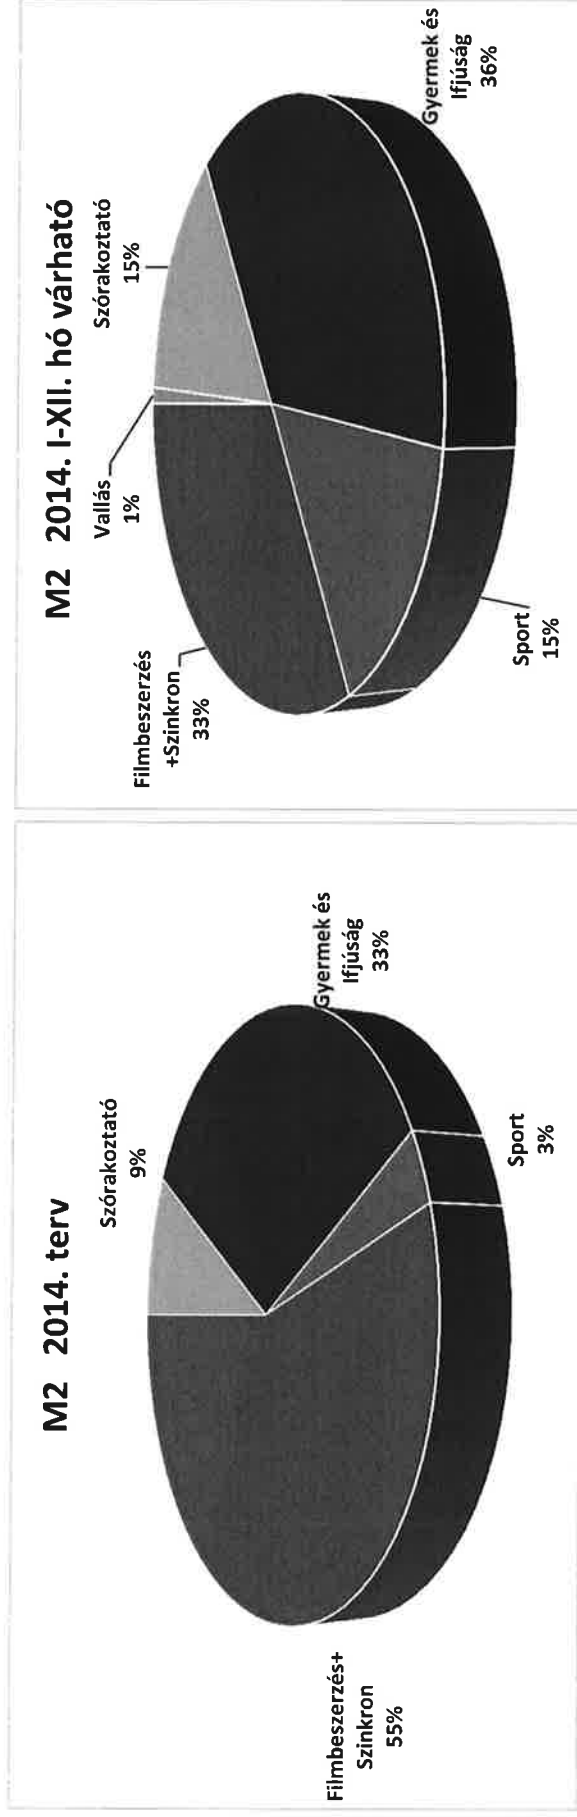 M2 2014. terv
Szórakoztató
9%
Gyermek és
Ifjúság
33%
Sport
3%
Filmbeszerzés+
Szinkron
55%
M2 2014. I-XII. hó várható
Vallás
1%
Szórakoztató
15%
Gyermek és
Ifjúság
36%
Sport
15%
Filmbeszerzés
+Szinkron
33%